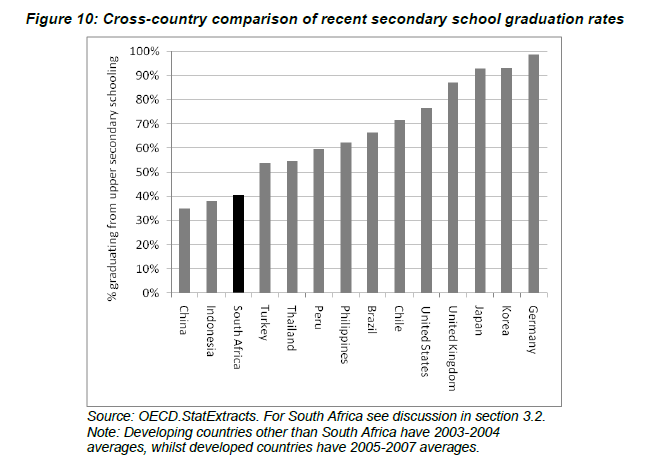 Figure 10: Cross-country comparison of recent secondary school graduation rates
% graduating from upper secondary schooling
100%
90%
80%
70%
60%
50%
40%
30%
20%
10%
0%
China
Indonesia
South Africa
Turkey
Thailand
Peru
Philippines
Brazil
Chile
United States
United Kingdom
Japan
Korea
Germany
Source: OECD.StatExtracts. For South Africa see discussion in section 3.2.
Note: Developing countries other than South Africa have 2003-2004
averages, whilst developed countries have 2005-2007 averages.